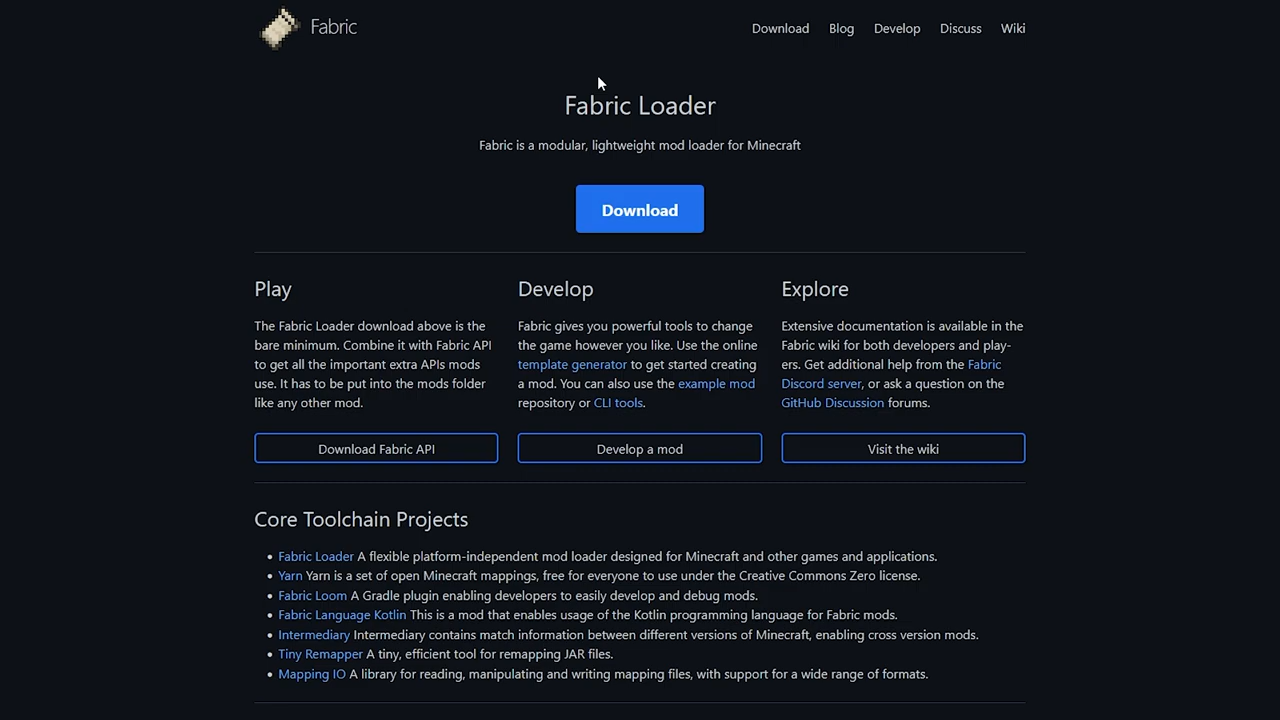 Fabric
Download Blog Develop Discuss Wiki
Fabric Loader
Fabric is a modular, lightweight mod loader for Minecraft
Download
Play
The Fabric Loader download above is the
bare minimum. Combine it with Fabric API
to get all the important extra APIs mods
use. It has to be put into the mods folder
like any other mod.
Download Fabric API
Develop
Fabric gives you powerful tools to change
the game however you like. Use the online
template generator to get started creating
a mod. You can also use the example mod
repository or CLI tools.
Develop a mod
Explore
Extensive documentation is available in the
Fabric wiki for both developers and play-
ers. Get additional help from the Fabric
Discord server, or ask a question on the
GitHub Discussion forums.
Visit the wiki
Core Toolchain Projects
• Fabric Loader A flexible platform-independent mod loader designed for Minecraft and other games and applications.
• Yarn Yarn is a set of open Minecraft mappings, free for everyone to use under the Creative Commons Zero license.
• Fabric Loom A Gradle plugin enabling developers to easily develop and debug mods.
• Fabric Language Kotlin This is a mod that enables usage of the Kotlin programming language for Fabric mods.
• Intermediary Intermediary contains match information between different versions of Minecraft, enabling cross version mods.
• Tiny Remapper A tiny, efficient tool for remapping JAR files.
• Mapping IO A library for reading, manipulating and writing mapping files, with support for a wide range of formats.